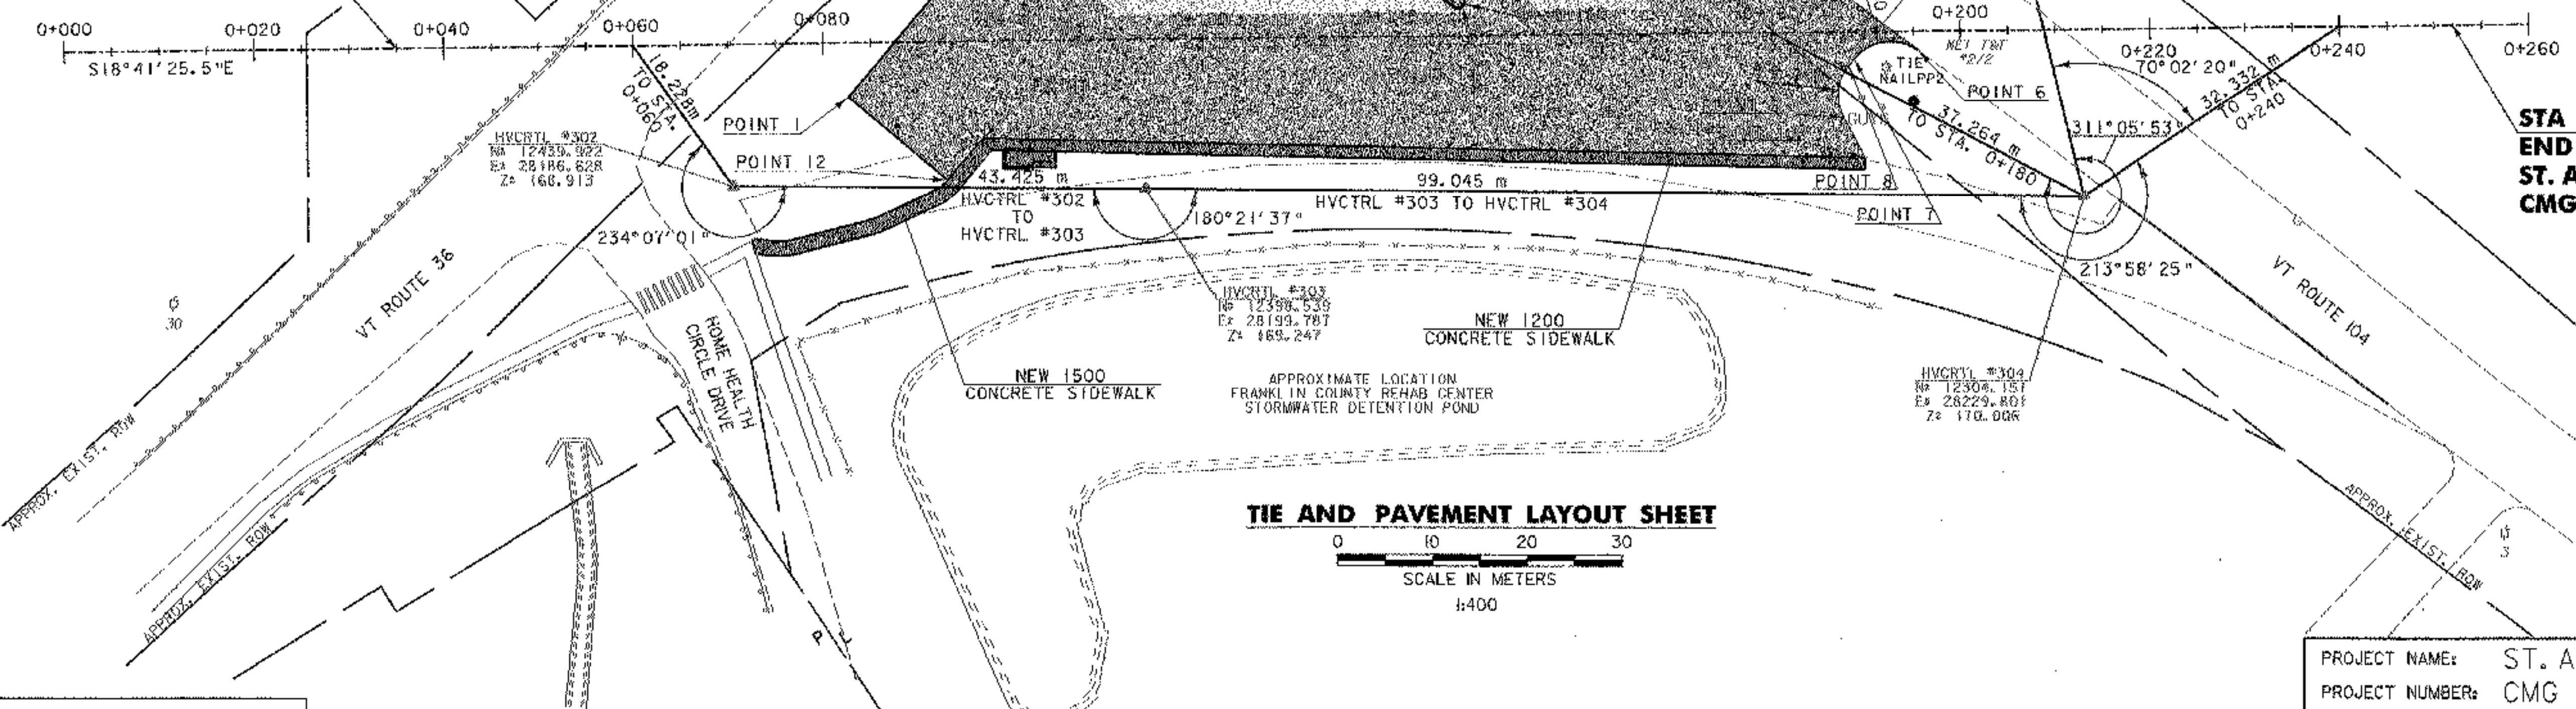 0+000
0+020
0+040
0+060
0+080
0+200
0+220
0+240
0+260
S18°41'25.5"E
18.228m
TO STA.
0+060
POINT 1
POINT 12
HVCRTL #302
N= 12439.922
E= 28186.628
Z= 168.913
234°07'01"
43.425 m
HVCTRL #302
TO
HVCTRL #303
180°21'37"
99.045 m
HVCTRL #303 TO HVCTRL #304
TIE
NAILPP2
POINT 6
37.264 m
TO STA. 0+180
POINT 8
POINT 7
70°02'20"
32.332 m
TO STA.
0+240
311°05'53"
213°58'25"
STA
END
ST. A
CMG
VT ROUTE 36
30
HOME HEALTH
CIRCLE DRIVE
HVCRTL #303
N= 12398.539
E= 28199.787
Z= 169.247
NEW 1200
CONCRETE SIDEWALK
NEW 1500
CONCRETE SIDEWALK
APPROXIMATE LOCATION
FRANKLIN COUNTY REHAB CENTER
STORMWATER DETENTION POND
HVCRTL #304
N= 12304.151
E= 28229.801
Z= 170.006
VT ROUTE 104
APPROX. EXIST. ROW
APPROX. EXIST. ROW
APPROX. EXIST. ROW
3
TIE AND PAVEMENT LAYOUT SHEET
0 10 20 30
SCALE IN METERS
1:400
P L
PROJECT NAME: ST. A
PROJECT NUMBER: CMG